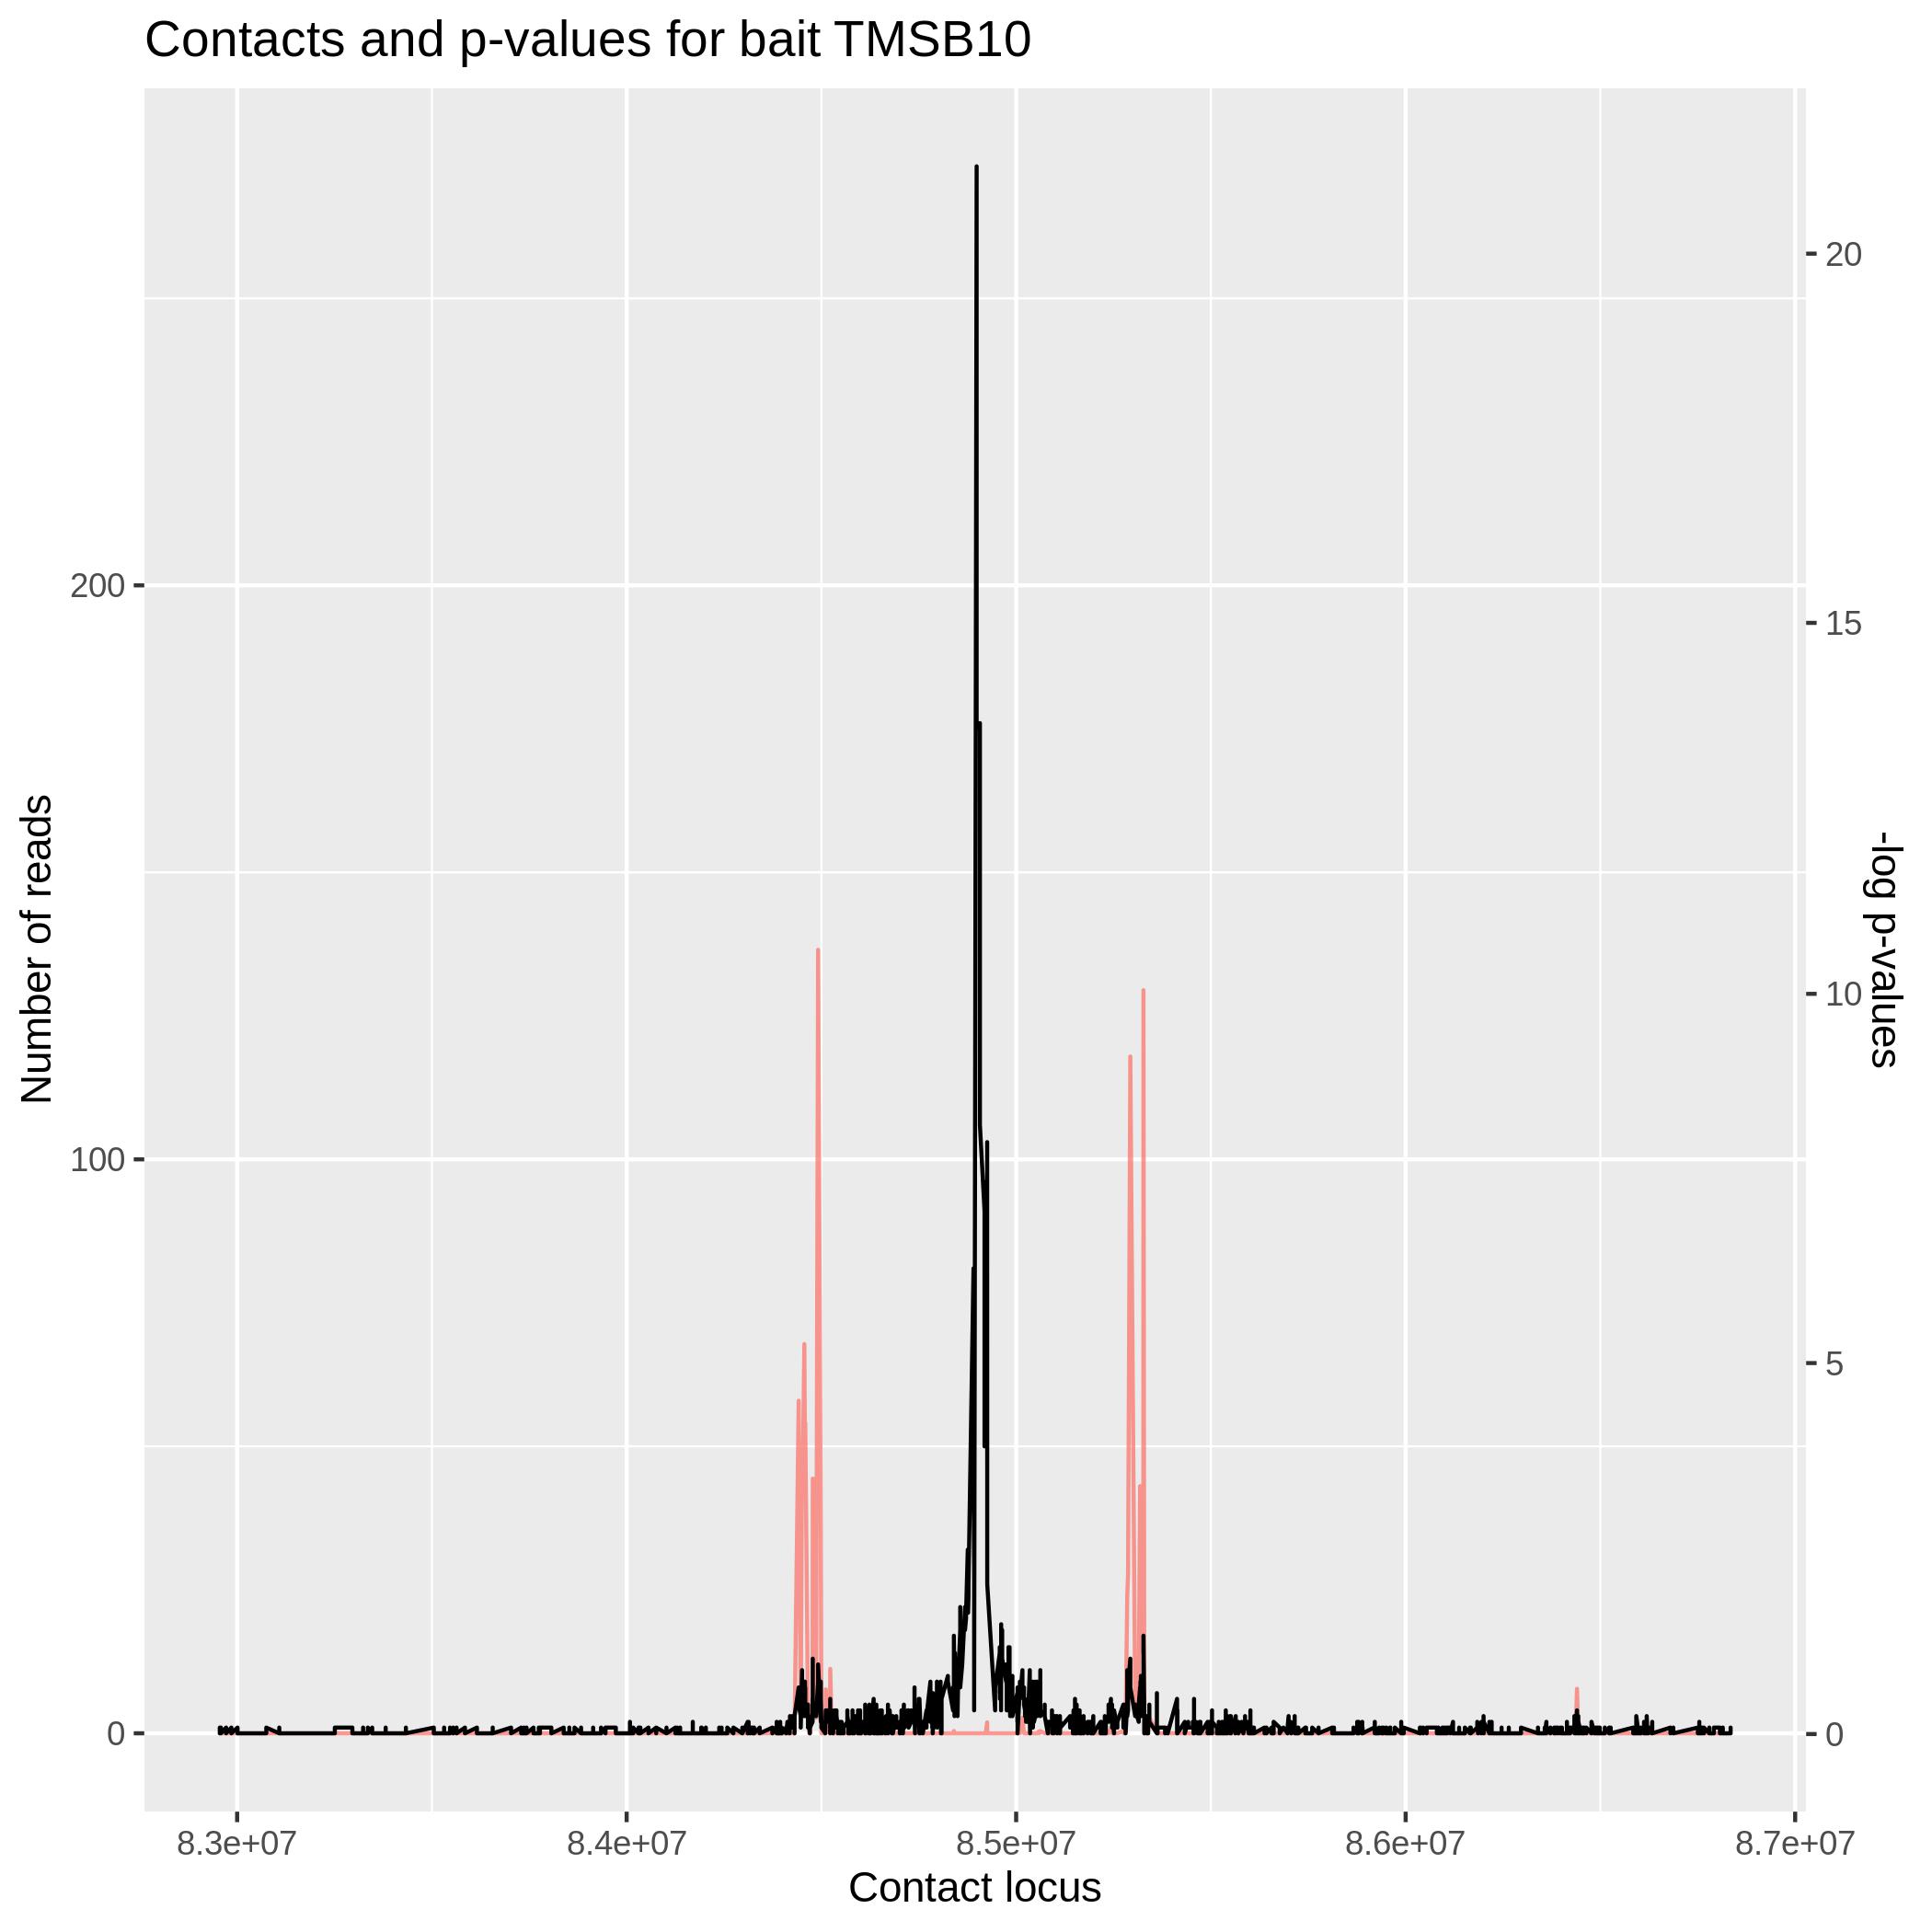 Contacts and p-values for bait TMSB10
Number of reads
200
100
0
20
15
10
5
0
-log p-values
8.3e+07
8.4e+07
8.5e+07
8.6e+07
8.7e+07
Contact locus